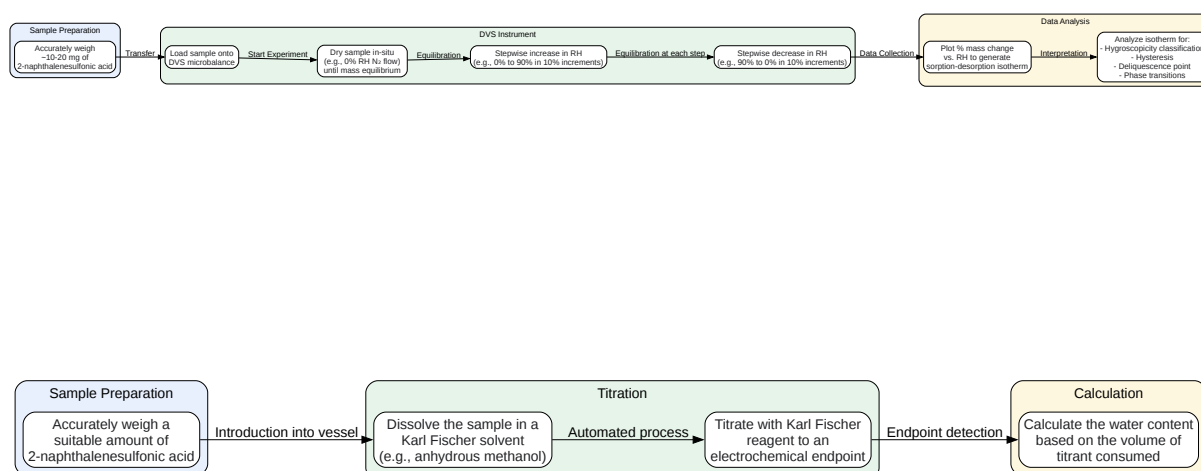 Sample Preparation
Accurately weigh
~10-20 mg of
2-naphthalenesulfonic acid
Transfer
DVS Instrument
Load sample onto
DVS microbalance
Start Experiment
Dry sample in-situ
(e.g., 0% RH N₂ flow)
until mass equilibrium
Equilibration
Stepwise increase in RH
(e.g., 0% to 90% in 10% increments)
Equilibration at each step
Stepwise decrease in RH
(e.g., 90% to 0% in 10% increments)
Data Collection
Data Analysis
Plot % mass change
vs. RH to generate
sorption-desorption isotherm
Interpretation
Analyze isotherm for:
- Hygroscopicity classification
- Hysteresis
- Deliquescence point
- Phase transitions
Sample Preparation
Accurately weigh a
suitable amount of
2-naphthalenesulfonic acid
Introduction into vessel
Titration
Dissolve the sample in a
Karl Fischer solvent
(e.g., anhydrous methanol)
Automated process
Titrate with Karl Fischer
reagent to an
electrochemical endpoint
Endpoint detection
Calculation
Calculate the water content
based on the volume of
titrant consumed